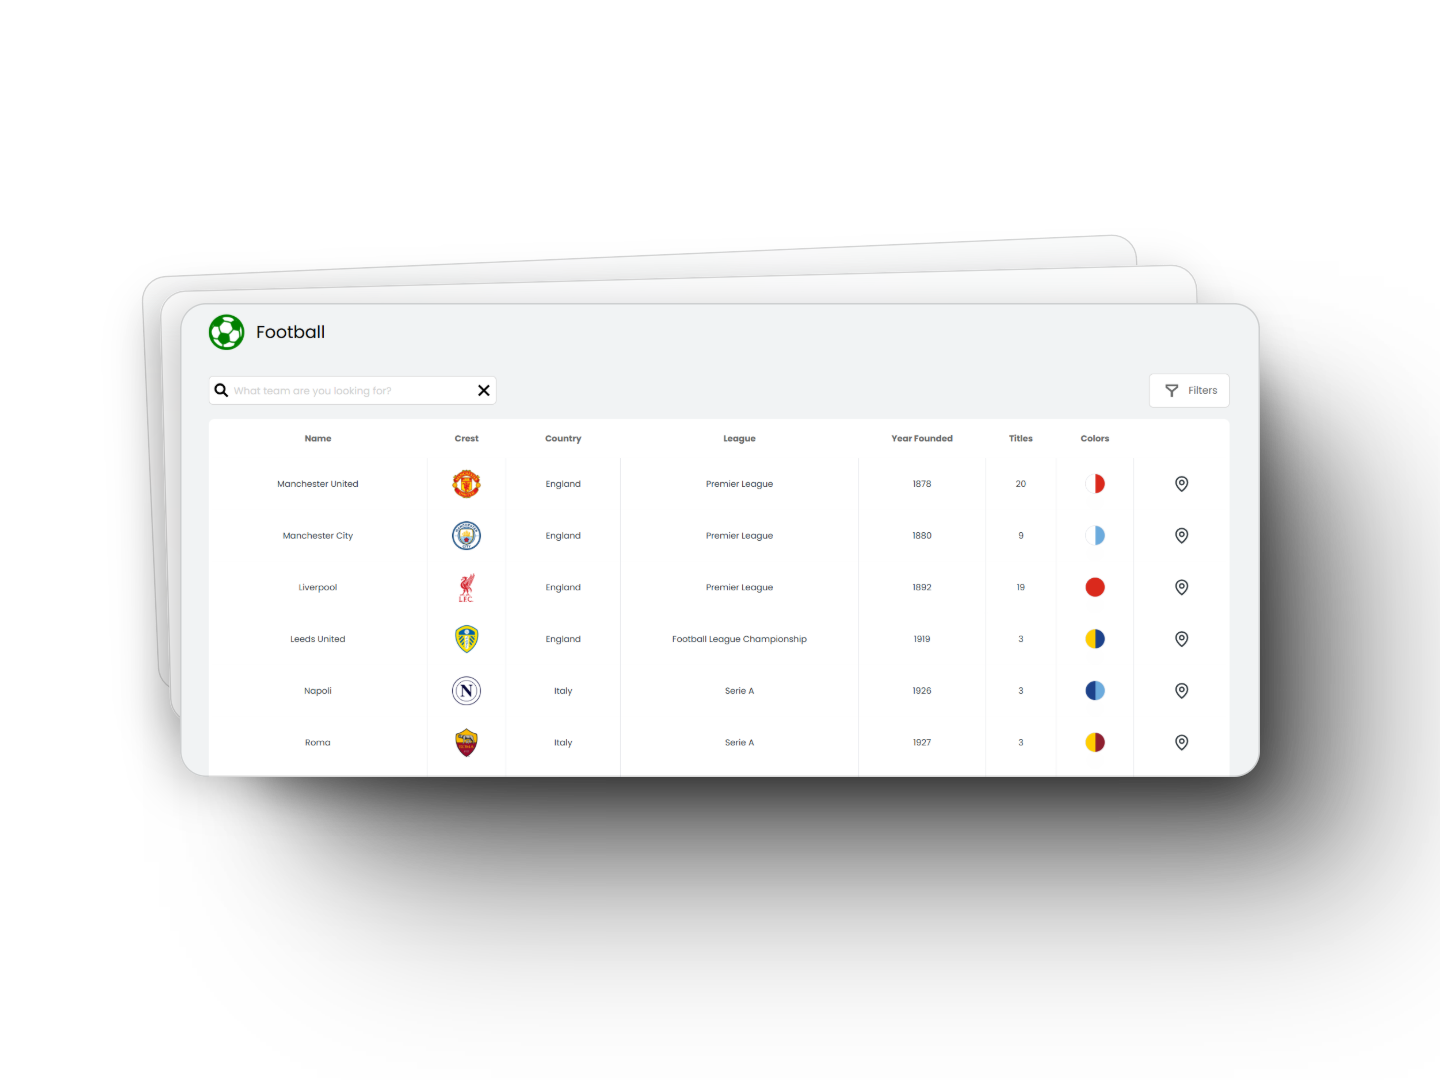 Football
What team are you looking for?
Filters
Name Crest Country League Year Founded Titles Colors
Manchester United England Premier League 1878 20
Manchester City England Premier League 1880 9
Liverpool L.F.C. England Premier League 1892 19
Leeds United England Football League Championship 1919 3
Napoli N Italy Serie A 1926 3
Roma Italy Serie A 1927 3